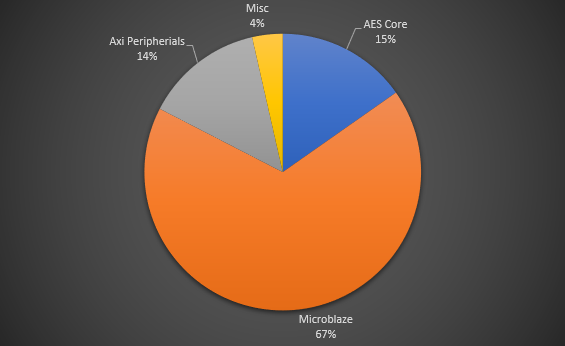 Misc
4%
AES Core
15%
Axi Peripherials
14%
Microblaze
67%